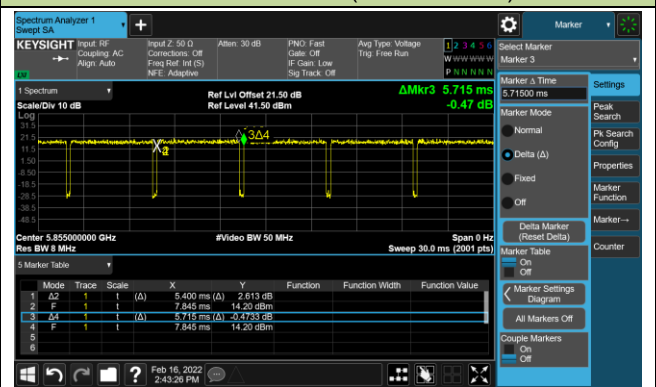 Spectrum Analyzer 1
Swept SA
Marker
KEYSIGHT
Input: RF
Coupling: AC
Align: Auto
Input Z: 50 Ω
Corrections: Off
Freq Ref: Int (S)
NFE: Adaptive
Atten: 30 dB
PNO: Fast
Gate: Off
IF Gain: Low
Sig Track: Off
Avg Type: Voltage
Trig: Free Run
1 2 3 4 5 6
W W W W W W
P N N N N N
Select Marker
Marker 3
1 Spectrum
Scale/Div 10 dB
Log
Ref Lvl Offset 21.50 dB
Ref Level 41.50 dBm
ΔMkr3 5.715 ms
-0.47 dB
31.5
21.5
11.5
1.50
-8.50
-18.5
-28.5
-38.5
-48.5
3Δ4
Center 5.855000000 GHz
Res BW 8 MHz
#Video BW 50 MHz
Span 0 Hz
Sweep 30.0 ms (2001 pts)
5 Marker Table
Mode Trace Scale X Y Function Function Width Function Value
1 Δ2 1 t (Δ) 5.400 ms (Δ) 2.613 dB
2 F 1 t 7.845 ms 14.20 dBm
3 Δ4 1 t (Δ) 5.715 ms (Δ) -0.4733 dB
4 F 1 t 7.845 ms 14.20 dBm
5
6
Marker Δ Time
5.71500 ms
Marker Mode
Normal
Delta (Δ)
Fixed
Off
Delta Marker
(Reset Delta)
Marker Table
On
Off
Marker Settings
Diagram
All Markers Off
Couple Markers
On
Off
Settings
Peak
Search
Pk Search
Config
Properties
Marker
Function
Marker→
Counter
Feb 16, 2022
2:43:26 PM